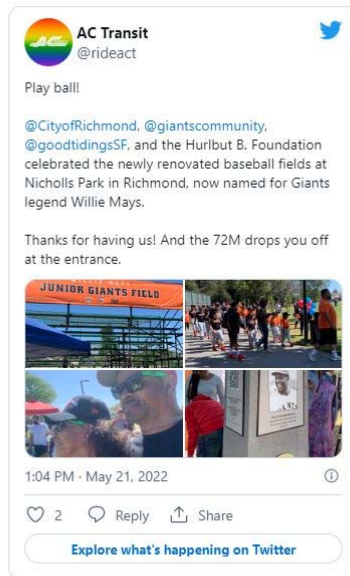 AC Transit
@rideact
Play ball!
@CityofRichmond, @giantscommunity,
@goodtidingsSF, and the Hurlbut B. Foundation
celebrated the newly renovated baseball fields at
Nicholls Park in Richmond, now named for Giants
legend Willie Mays.
Thanks for having us! And the 72M drops you off
at the entrance.
JUNIOR GIANTS FIELD
1:04 PM · May 21, 2022
2 Reply Share
Explore what's happening on Twitter